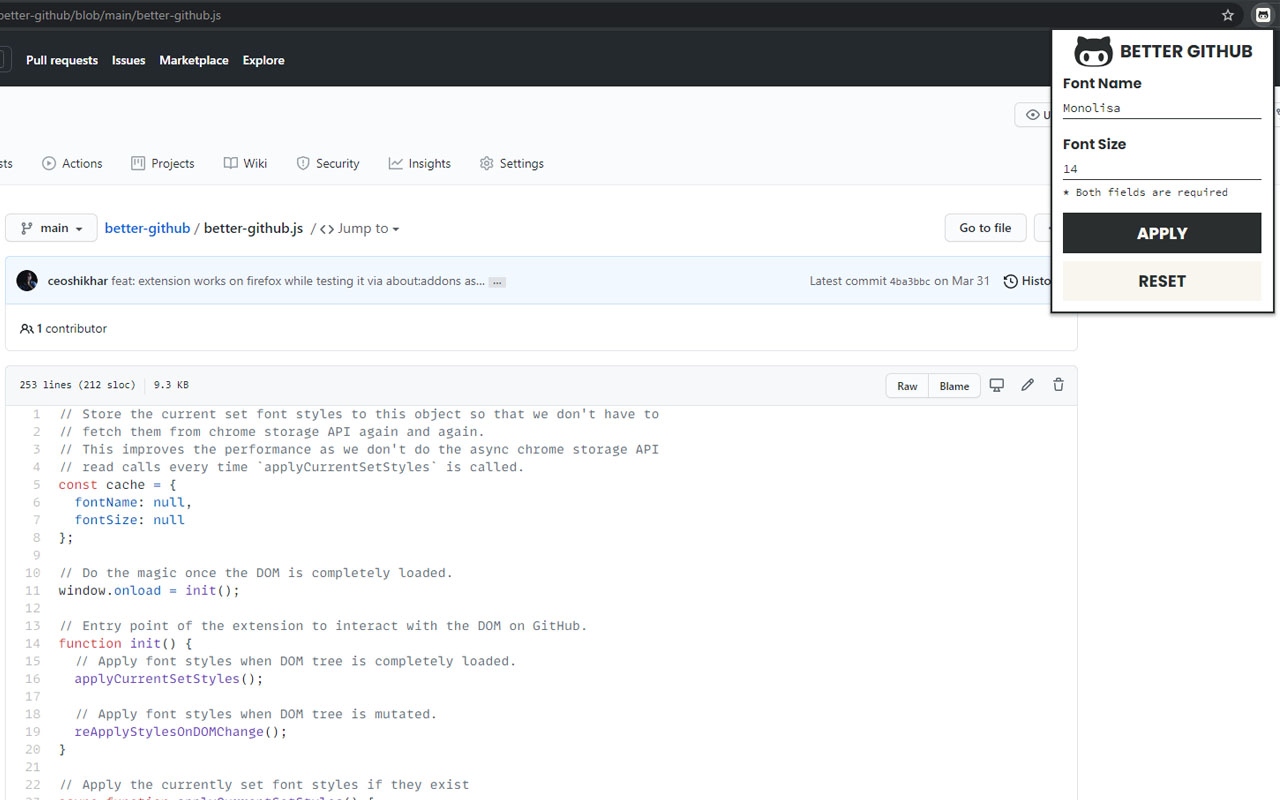 etter-github/blob/main/better-github.js
Pull requests Issues Marketplace Explore
BETTER GITHUB
Font Name
Monolisa
Font Size
14
* Both fields are required
APPLY
RESET
sts Actions Projects Wiki Security Insights Settings
main better-github / better-github.js / <> Jump to Go to file
ceoshikhar feat: extension works on firefox while testing it via about:addons as... ... Latest commit 4ba3bbc on Mar 31 Histo
1 contributor
253 lines (212 sloc) 9.3 KB Raw Blame
1 // Store the current set font styles to this object so that we don't have to
2 // fetch them from chrome storage API again and again.
3 // This improves the performance as we don't do the async chrome storage API
4 // read calls every time `applyCurrentSetStyles` is called.
5 const cache = {
6 fontName: null,
7 fontSize: null
8 };
9
10 // Do the magic once the DOM is completely loaded.
11 window.onload = init();
12
13 // Entry point of the extension to interact with the DOM on GitHub.
14 function init() {
15 // Apply font styles when DOM tree is completely loaded.
16 applyCurrentSetStyles();
17
18 // Apply font styles when DOM tree is mutated.
19 reApplyStylesOnDOMChange();
20 }
21
22 // Apply the currently set font styles if they exist